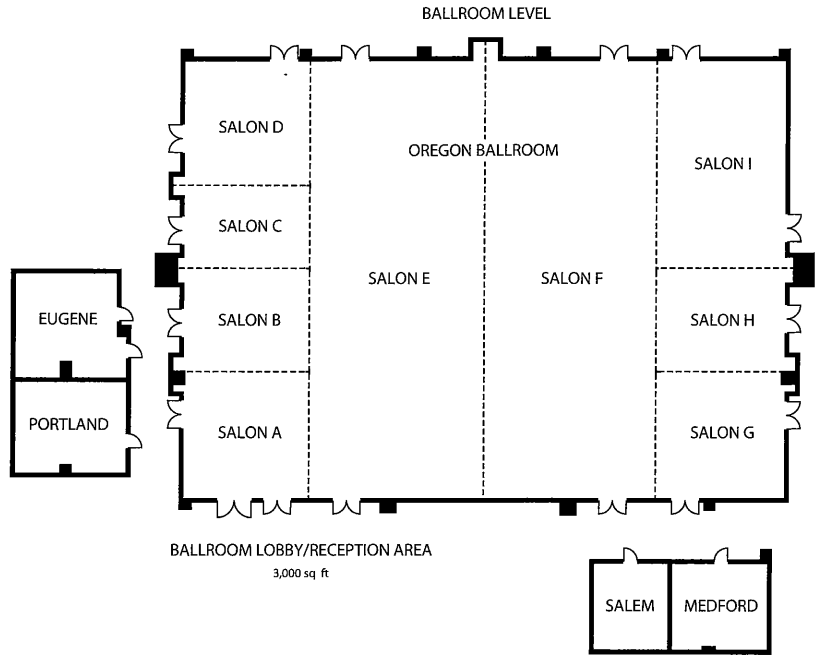 BALLROOM LEVEL
SALON D
OREGON BALLROOM
SALON I
SALON C
SALON E
SALON F
EUGENE
SALON B
SALON H
PORTLAND
SALON A
SALON G
BALLROOM LOBBY/RECEPTION AREA
3,000 sq ft
SALEM
MEDFORD